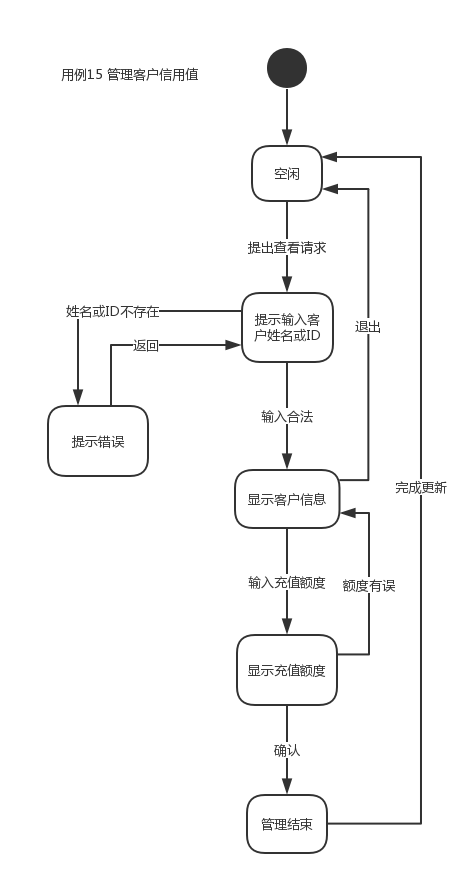 用例15 管理客户信用值
空闲
提出查看请求
姓名或ID不存在
提示输入客
户姓名或ID
退出
返回
输入合法
提示错误
完成更新
显示客户信息
输入充值额度
额度有误
显示充值额度
确认
管理结束